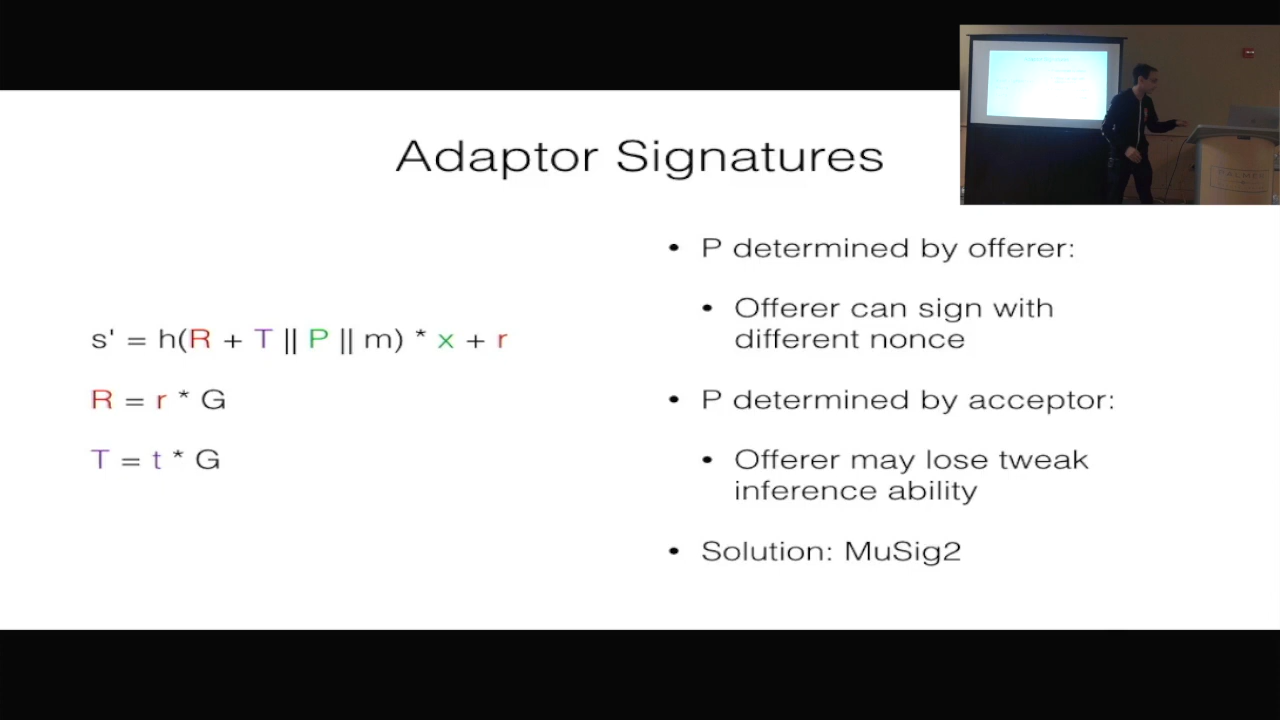 Adaptor Signatures
s' = h(R + T || P || m) * x + r
R = r * G
T = t * G
• P determined by offerer:
• Offerer can sign with
different nonce
• P determined by acceptor:
• Offerer may lose tweak
inference ability
• Solution: MuSig2